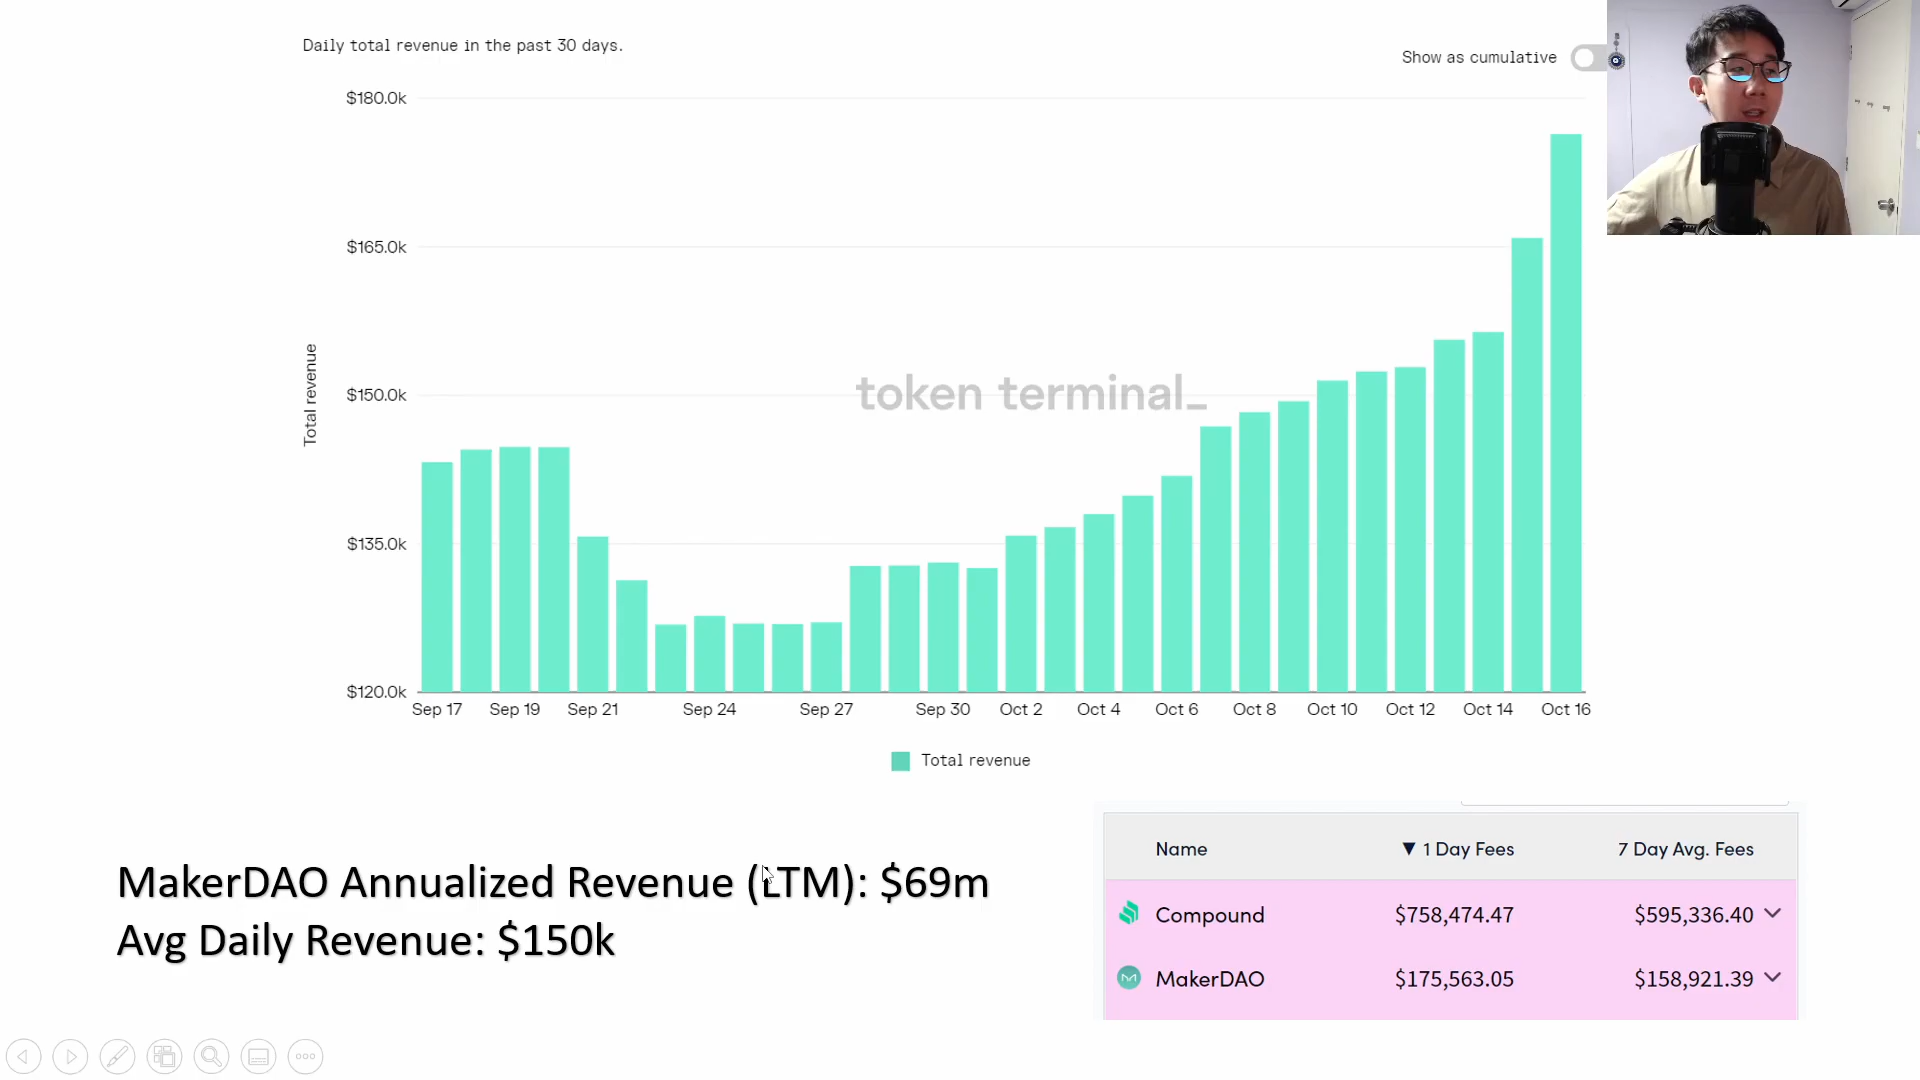 Daily total revenue in the past 30 days.
Show as cumulative
$180.0k
$165.0k
$150.0k
$135.0k
$120.0k
Total revenue
token terminal_
Sep 17 Sep 19 Sep 21 Sep 24 Sep 27 Sep 30 Oct 2 Oct 4 Oct 6 Oct 8 Oct 10 Oct 12 Oct 14 Oct 16
Total revenue
MakerDAO Annualized Revenue (LTM): $69m
Avg Daily Revenue: $150k
Name ▼ 1 Day Fees 7 Day Avg. Fees
Compound $758,474.47 $595,336.40
MakerDAO $175,563.05 $158,921.39